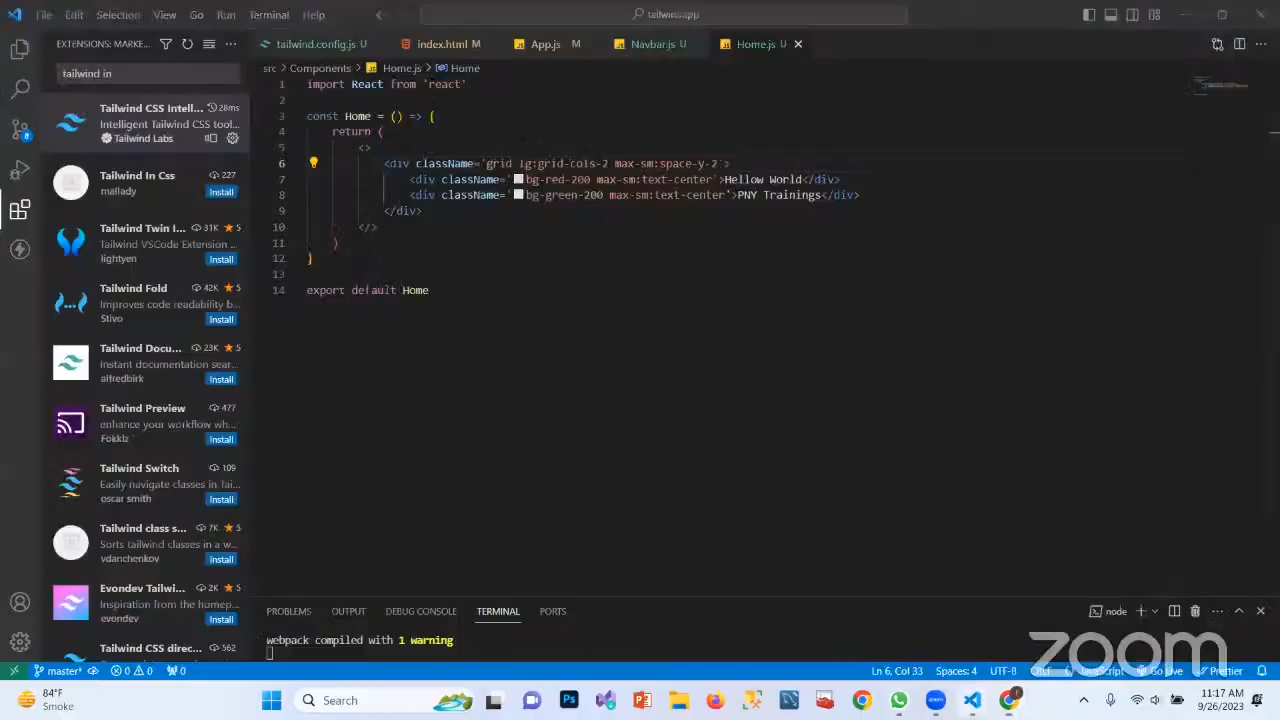 File Edit Selection View Go Run Terminal Help
tailwinapp
EXTENSIONS: MARKE...
tailwind in
Tailwind CSS Intell... 28ms
Intelligent Tailwind CSS tool...
Tailwind Labs
Tailwind In Css 227
mallady Install
Tailwind Twin I... 31K 5
Tailwind VSCode Extension ...
lightyen Install
Tailwind Fold 42K 5
Improves code readability b...
Stivo Install
Tailwind Docu... 23K 5
Instant documentation sear...
alfredbirk Install
Tailwind Preview 477
enhance your workflow wh...
Fokklz Install
Tailwind Switch 109
Easily navigate classes in Tai...
oscar smith Install
Tailwind class s... 7K 5
Sorts tailwind classes in a w...
vdanchenkov Install
Evondev Tailwi... 2K 5
Inspiration from the homep...
evondev Install
Tailwind CSS direc... 562
tailwind.config.js U index.html M App.js M Navbar.js U Home.js U
src > Components > Home.js > Home
1 import React from 'react'
2
3 const Home = () => {
4 return (
5 <>
6 <div className='grid lg:grid-cols-2 max-sm:space-y-2'>
7 <div className='bg-red-200 max-sm:text-center'>Hellow World</div>
8 <div className='bg-green-200 max-sm:text-center'>PNY Trainings</div>
9 </div>
10 </>
11 )
12 }
13
14 export default Home
PROBLEMS OUTPUT DEBUG CONSOLE TERMINAL PORTS
node
webpack compiled with 1 warning
zoom
8
master* 0 0 0 Ln 6, Col 33 Spaces: 4 UTF-8 CRLF JavaScript Go Live Prettier
84°F
Smoke
Search
11:17 AM
9/26/2023